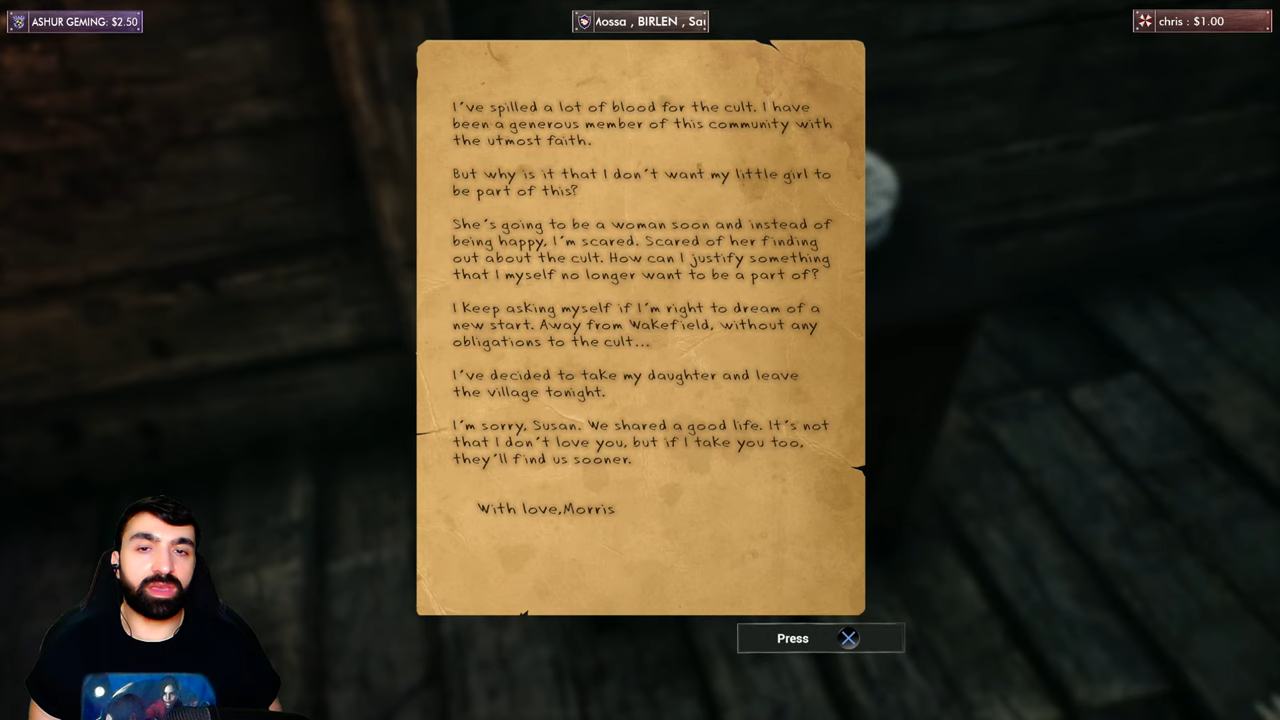 ASHUR GEMING: $2.50
Mossa , BIRLEN , Sa
chris : $1.00
I've spilled a lot of blood for the cult. I have
been a generous member of this community with
the utmost faith.
But why is it that I don't want my little girl to
be part of this?
She's going to be a woman soon and instead of
being happy, I'm scared. Scared of her finding
out about the cult. How can I justify something
that I myself no longer want to be a part of?
I keep asking myself if I'm right to dream of a
new start. Away from Wakefield, without any
obligations to the cult...
I've decided to take my daughter and leave
the village tonight.
I'm sorry, Susan. We shared a good life. It's not
that I don't love you, but if I take you too,
they'll find us sooner.
With love,Morris
Press